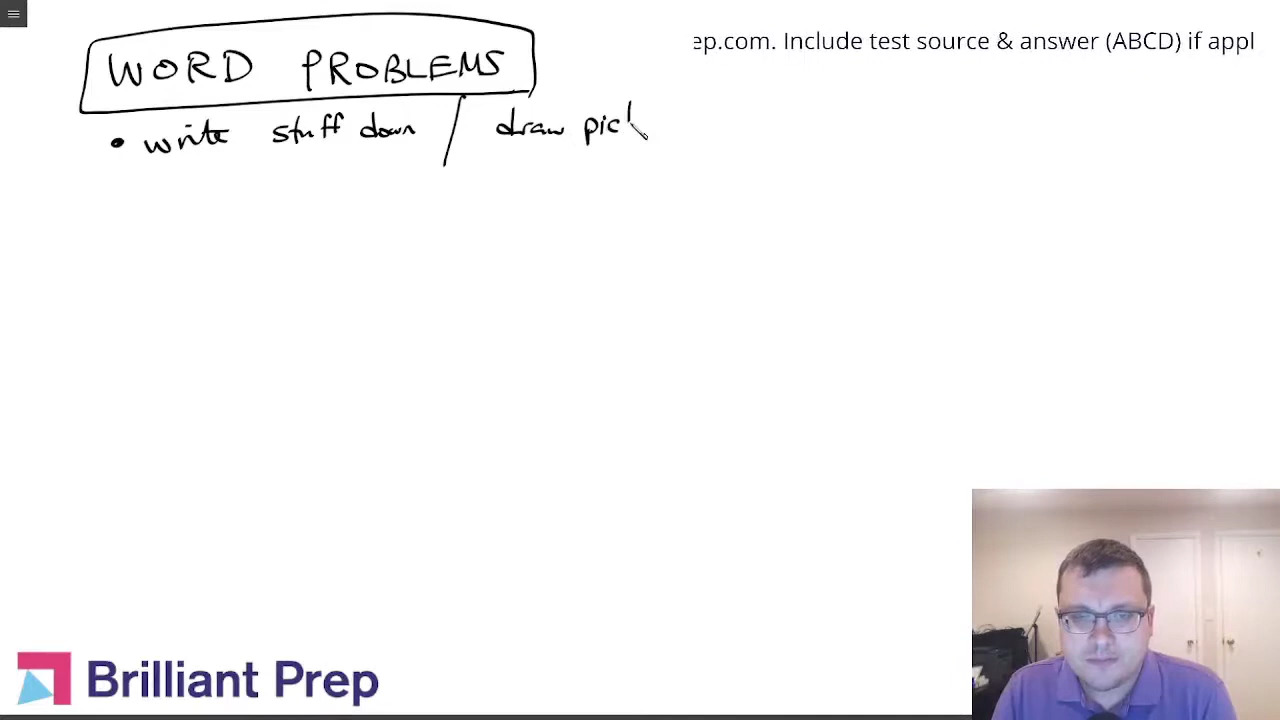 WORD PROBLEMS
ep.com. Include test source & answer (ABCD) if appl
• write stuff down / draw pic
Brilliant Prep